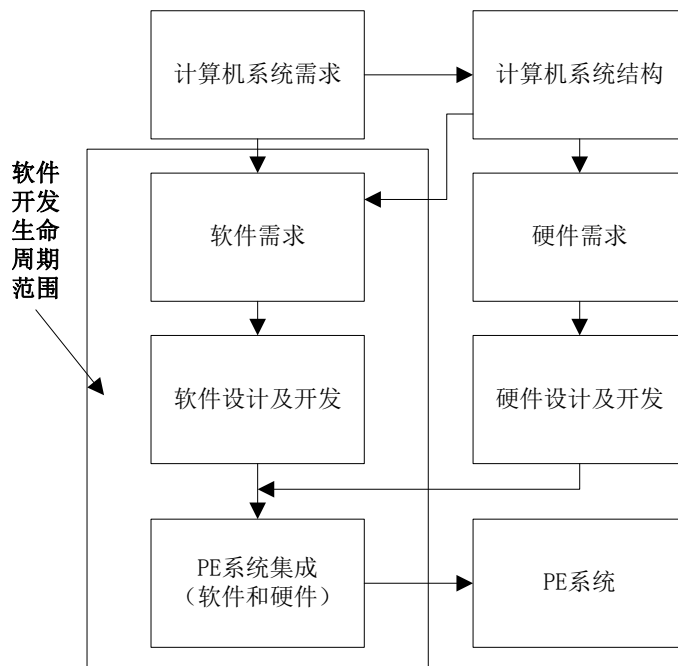 计算机系统需求
计算机系统结构
软件
开发
生命
周期
范围
软件需求
硬件需求
软件设计及开发
硬件设计及开发
PE系统集成
（软件和硬件）
PE系统